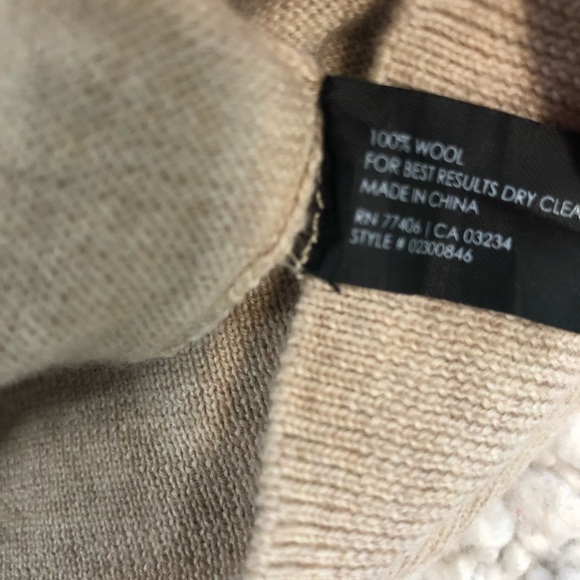 100% WOOL
FOR BEST RESULTS DRY CLEA
MADE IN CHINA
RN 77406 | CA 03234
STYLE # 02300846